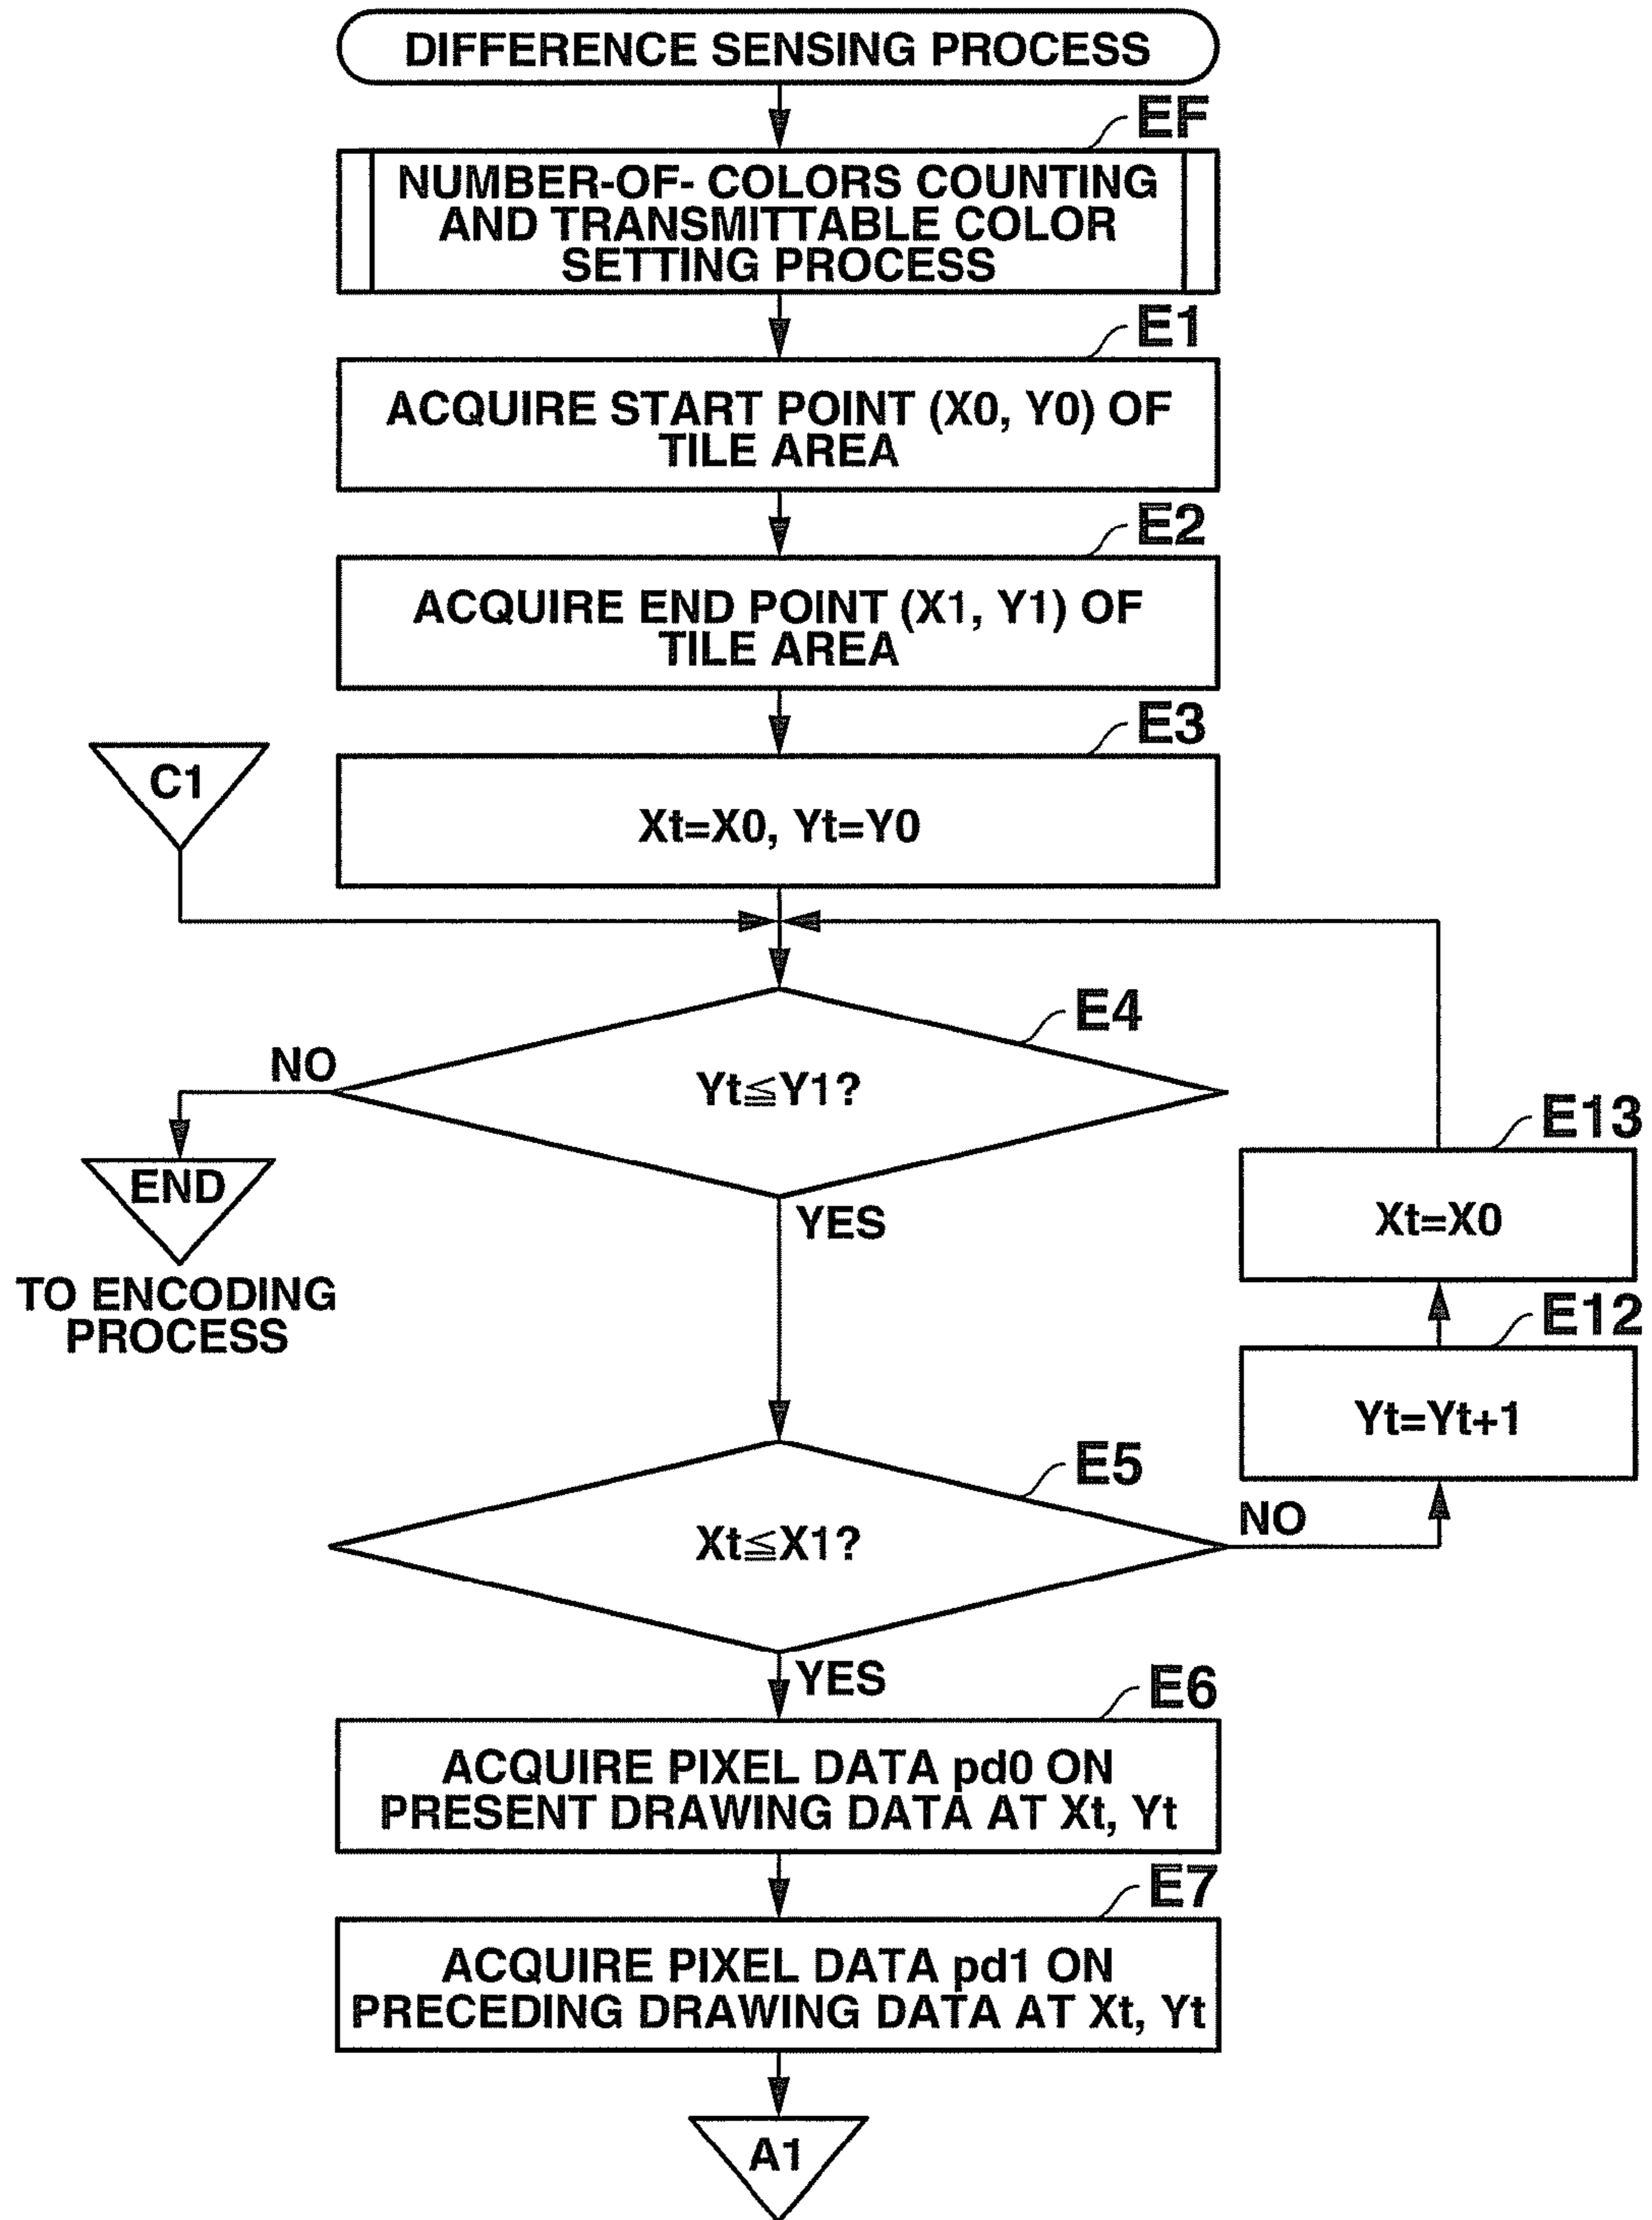 DIFFERENCE SENSING PROCESS
EF
NUMBER-OF- COLORS COUNTING
AND TRANSMITTABLE COLOR
SETTING PROCESS
E1
ACQUIRE START POINT (X0, Y0) OF
TILE AREA
E2
ACQUIRE END POINT (X1, Y1) OF
TILE AREA
E3
C1
Xt=X0, Yt=Y0
E4
NO
Yt≦Y1?
E13
END
YES
Xt=X0
TO ENCODING
PROCESS
E12
Yt=Yt+1
E5
NO
Xt≦X1?
YES
E6
ACQUIRE PIXEL DATA pd0 ON
PRESENT DRAWING DATA AT Xt, Yt
E7
ACQUIRE PIXEL DATA pd1 ON
PRECEDING DRAWING DATA AT Xt, Yt
A1